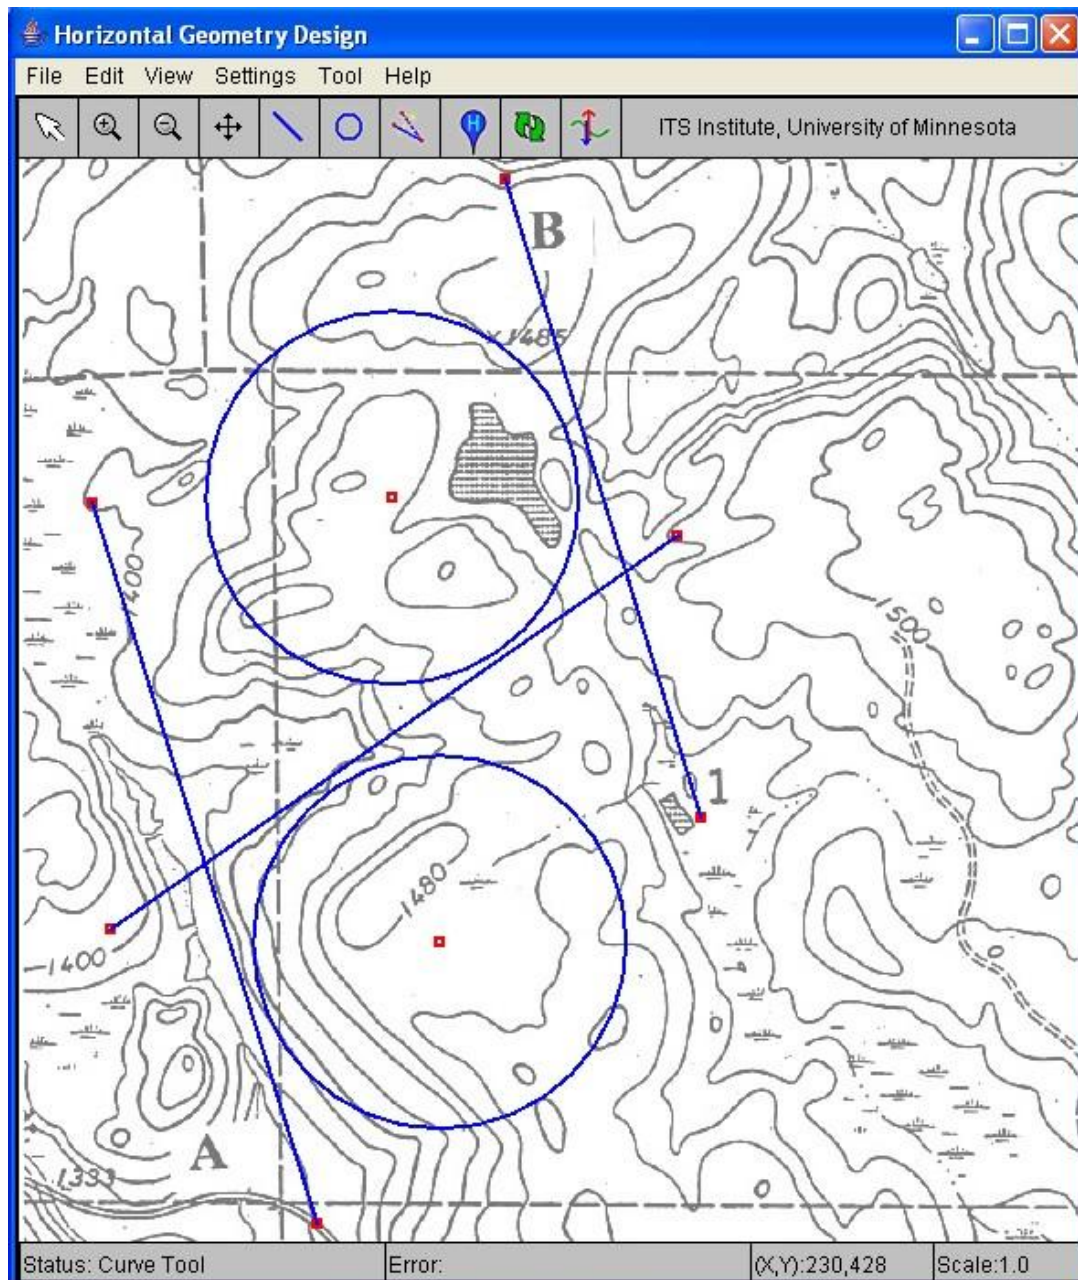 Horizontal Geometry Design
File Edit View Settings Tool Help
H
ITS Institute, University of Minnesota
B
x 1485
1400
1500
1
-1480
-1400
A
1333
Status: Curve Tool
Error:
(X,Y):230,428
Scale:1.0